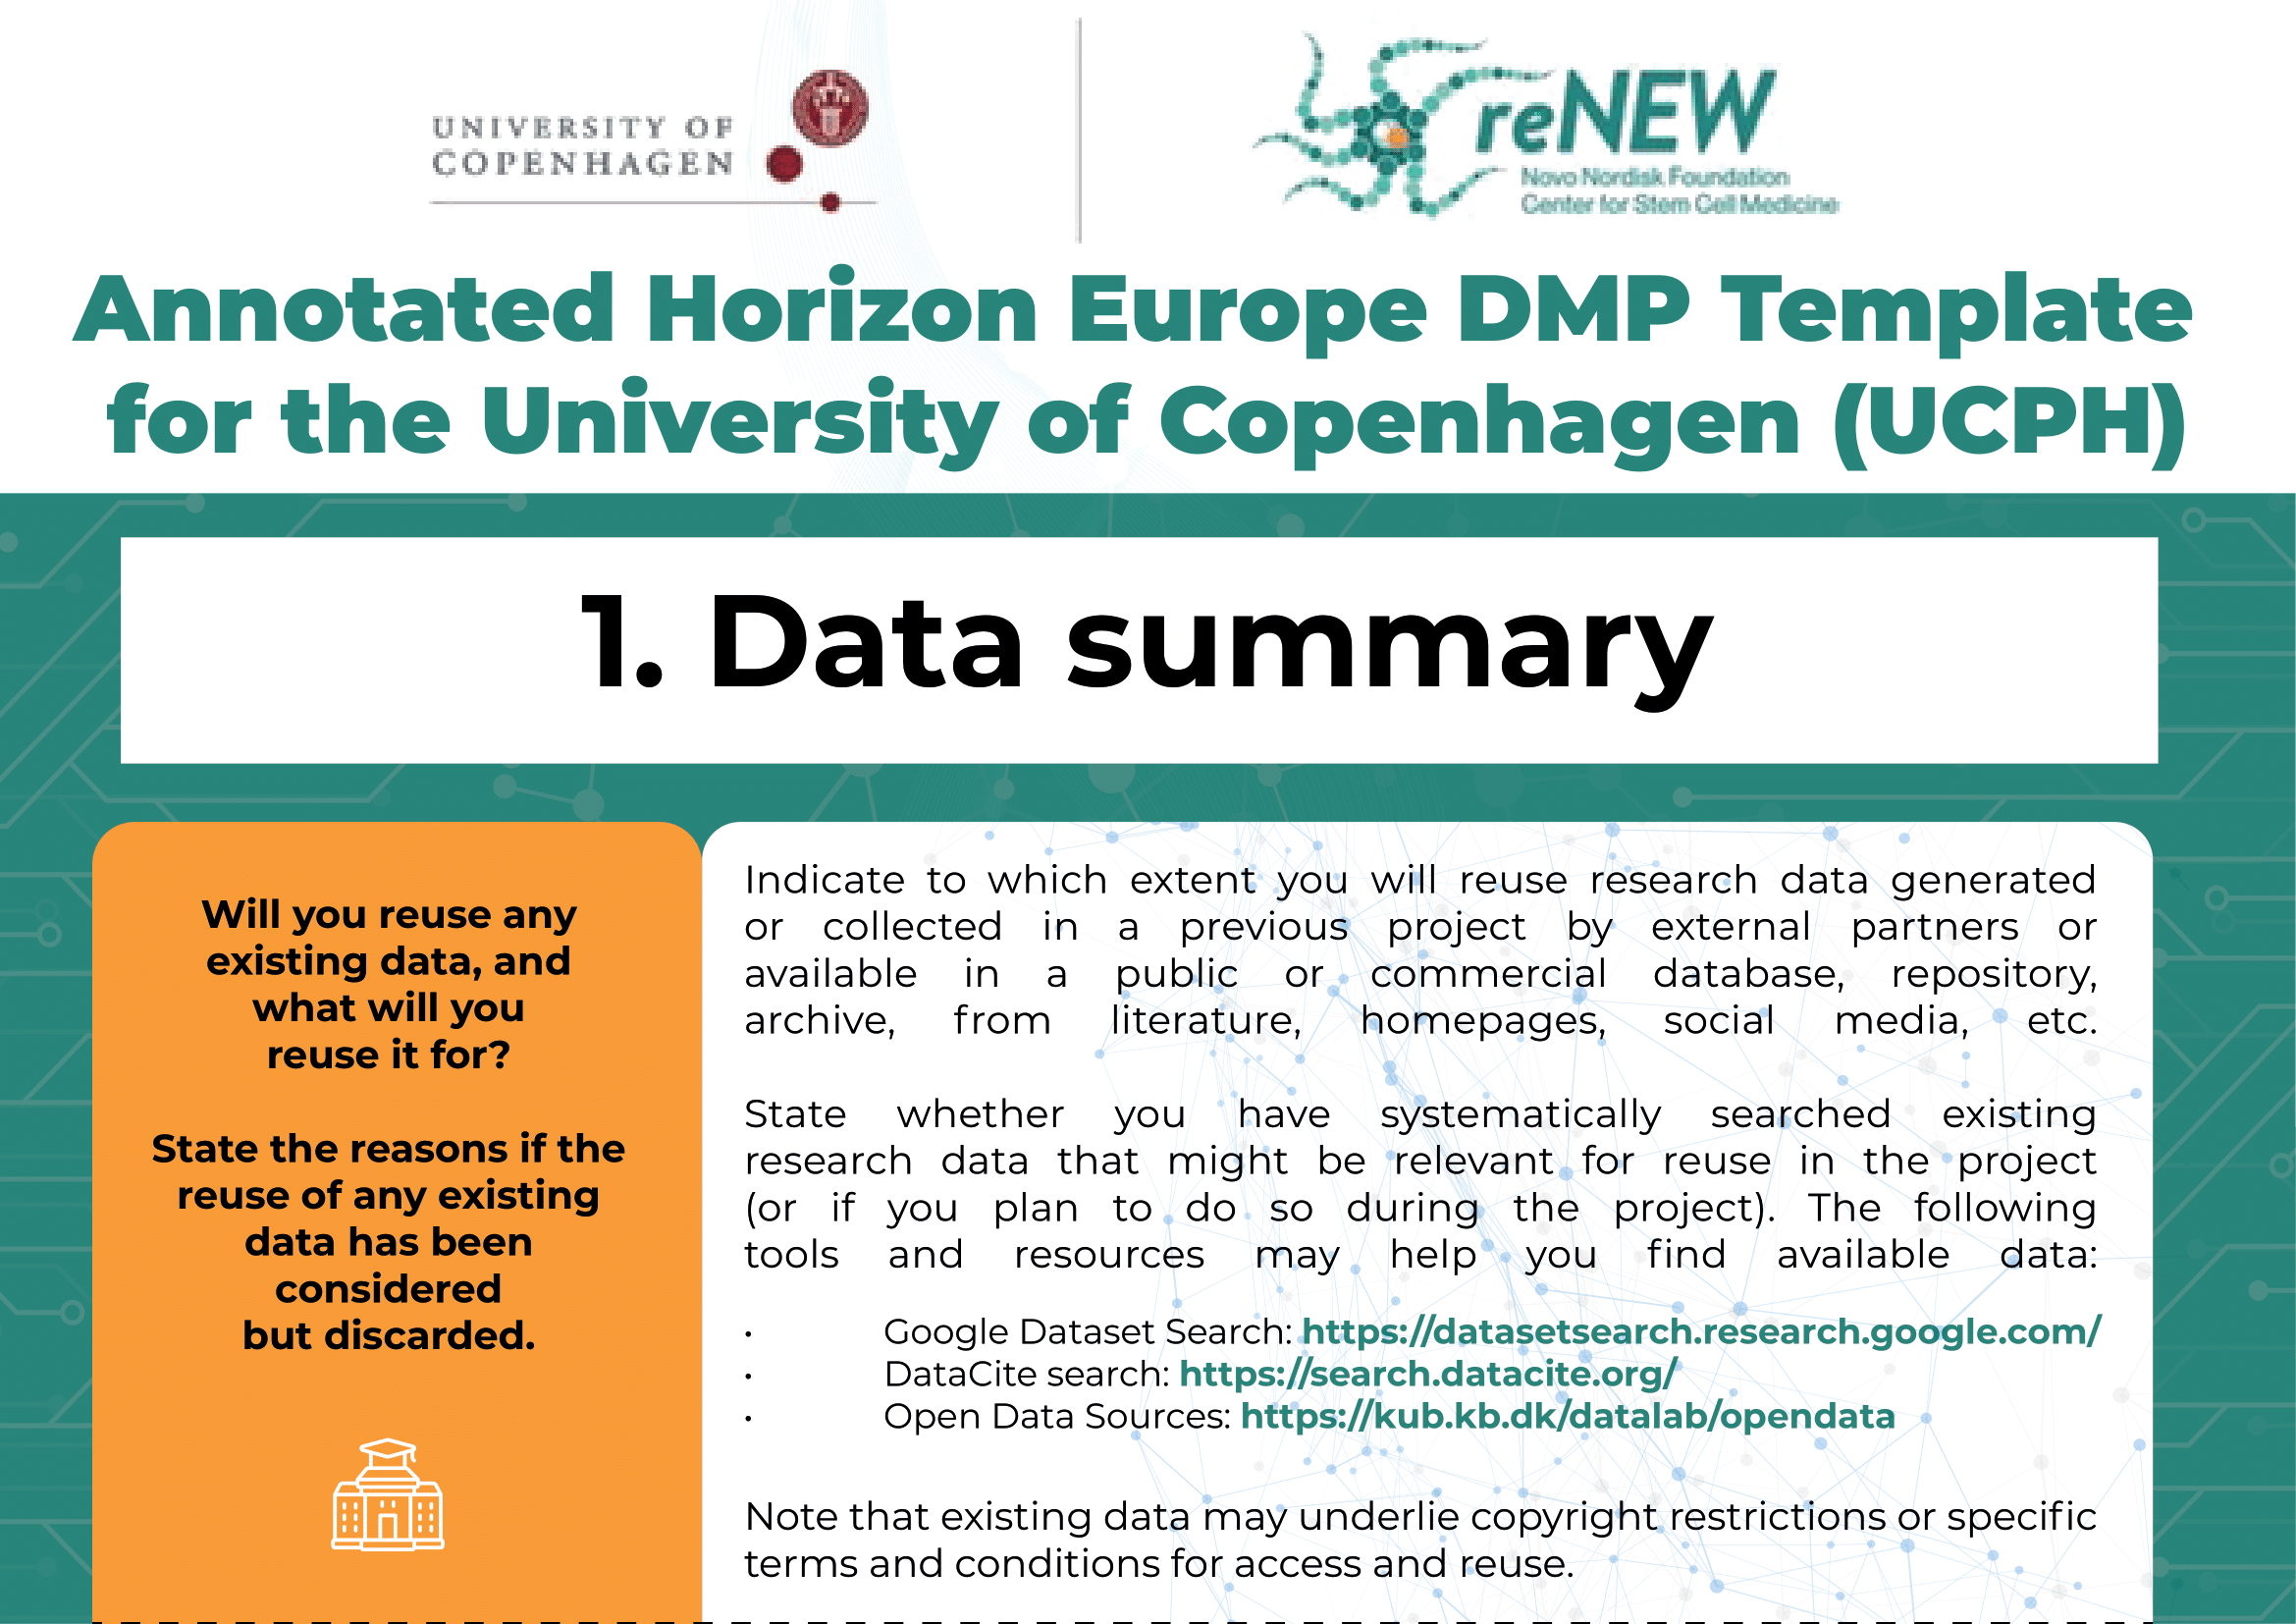 UNIVERSITY OF
COPENHAGEN
reNEW
Novo Nordisk Foundation
Center for Stem Cell Medicine
Annotated Horizon Europe DMP Template
for the University of Copenhagen (UCPH)
1. Data summary
Will you reuse any
existing data, and
what will you
reuse it for?
State the reasons if the
reuse of any existing
data has been
considered
but discarded.
Indicate to which extent you will reuse research data generated
or collected in a previous project by external partners or
available in a public or commercial database, repository,
archive, from literature, homepages, social media, etc.
State whether you have systematically searched existing
research data that might be relevant for reuse in the project
(or if you plan to do so during the project). The following
tools and resources may help you find available data:
• Google Dataset Search: https://datasetsearch.research.google.com/
• DataCite search: https://search.datacite.org/
• Open Data Sources: https://kub.kb.dk/datalab/opendata
Note that existing data may underlie copyright restrictions or specific
terms and conditions for access and reuse.